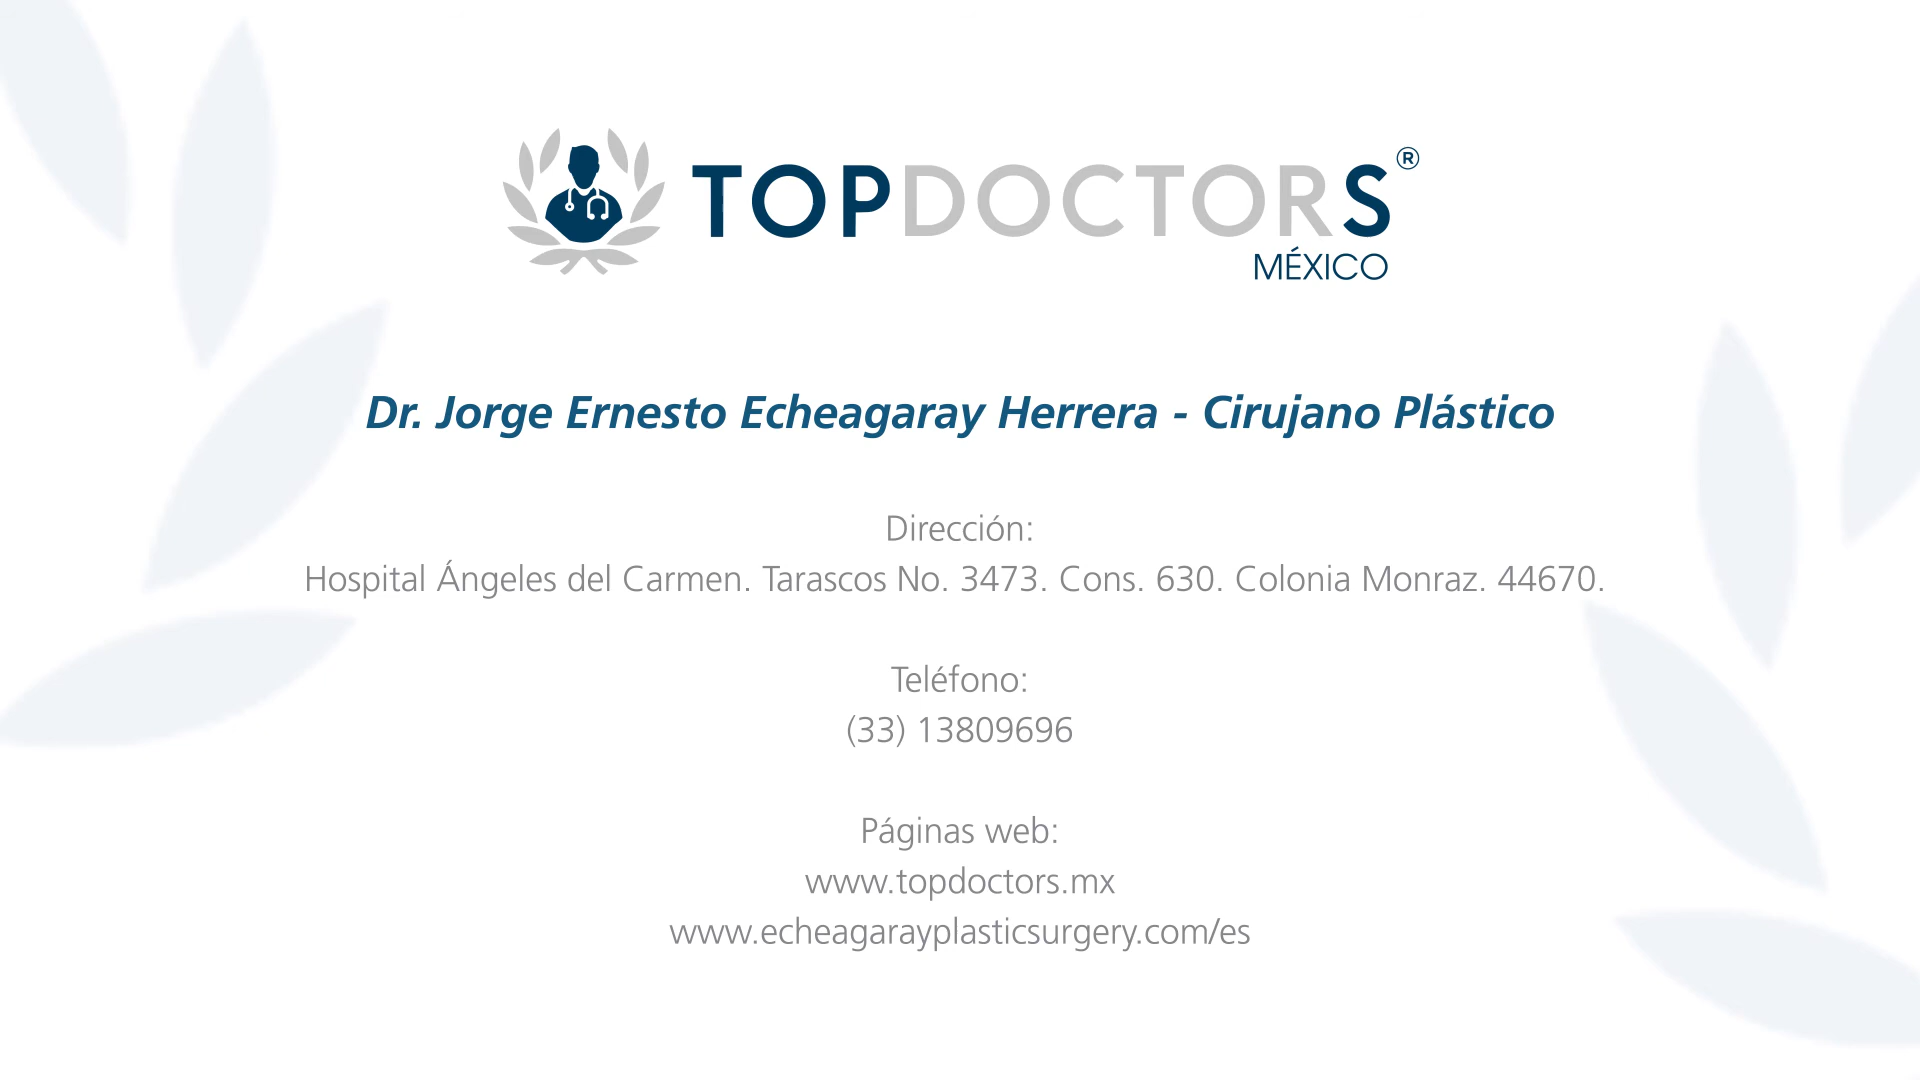 TOPDOCTORS®
MÉXICO
Dr. Jorge Ernesto Echeagaray Herrera - Cirujano Plástico
Dirección:
Hospital Ángeles del Carmen. Tarascos No. 3473. Cons. 630. Colonia Monraz. 44670.
Teléfono:
(33) 13809696
Páginas web:
www.topdoctors.mx
www.echeagarayplasticsurgery.com/es